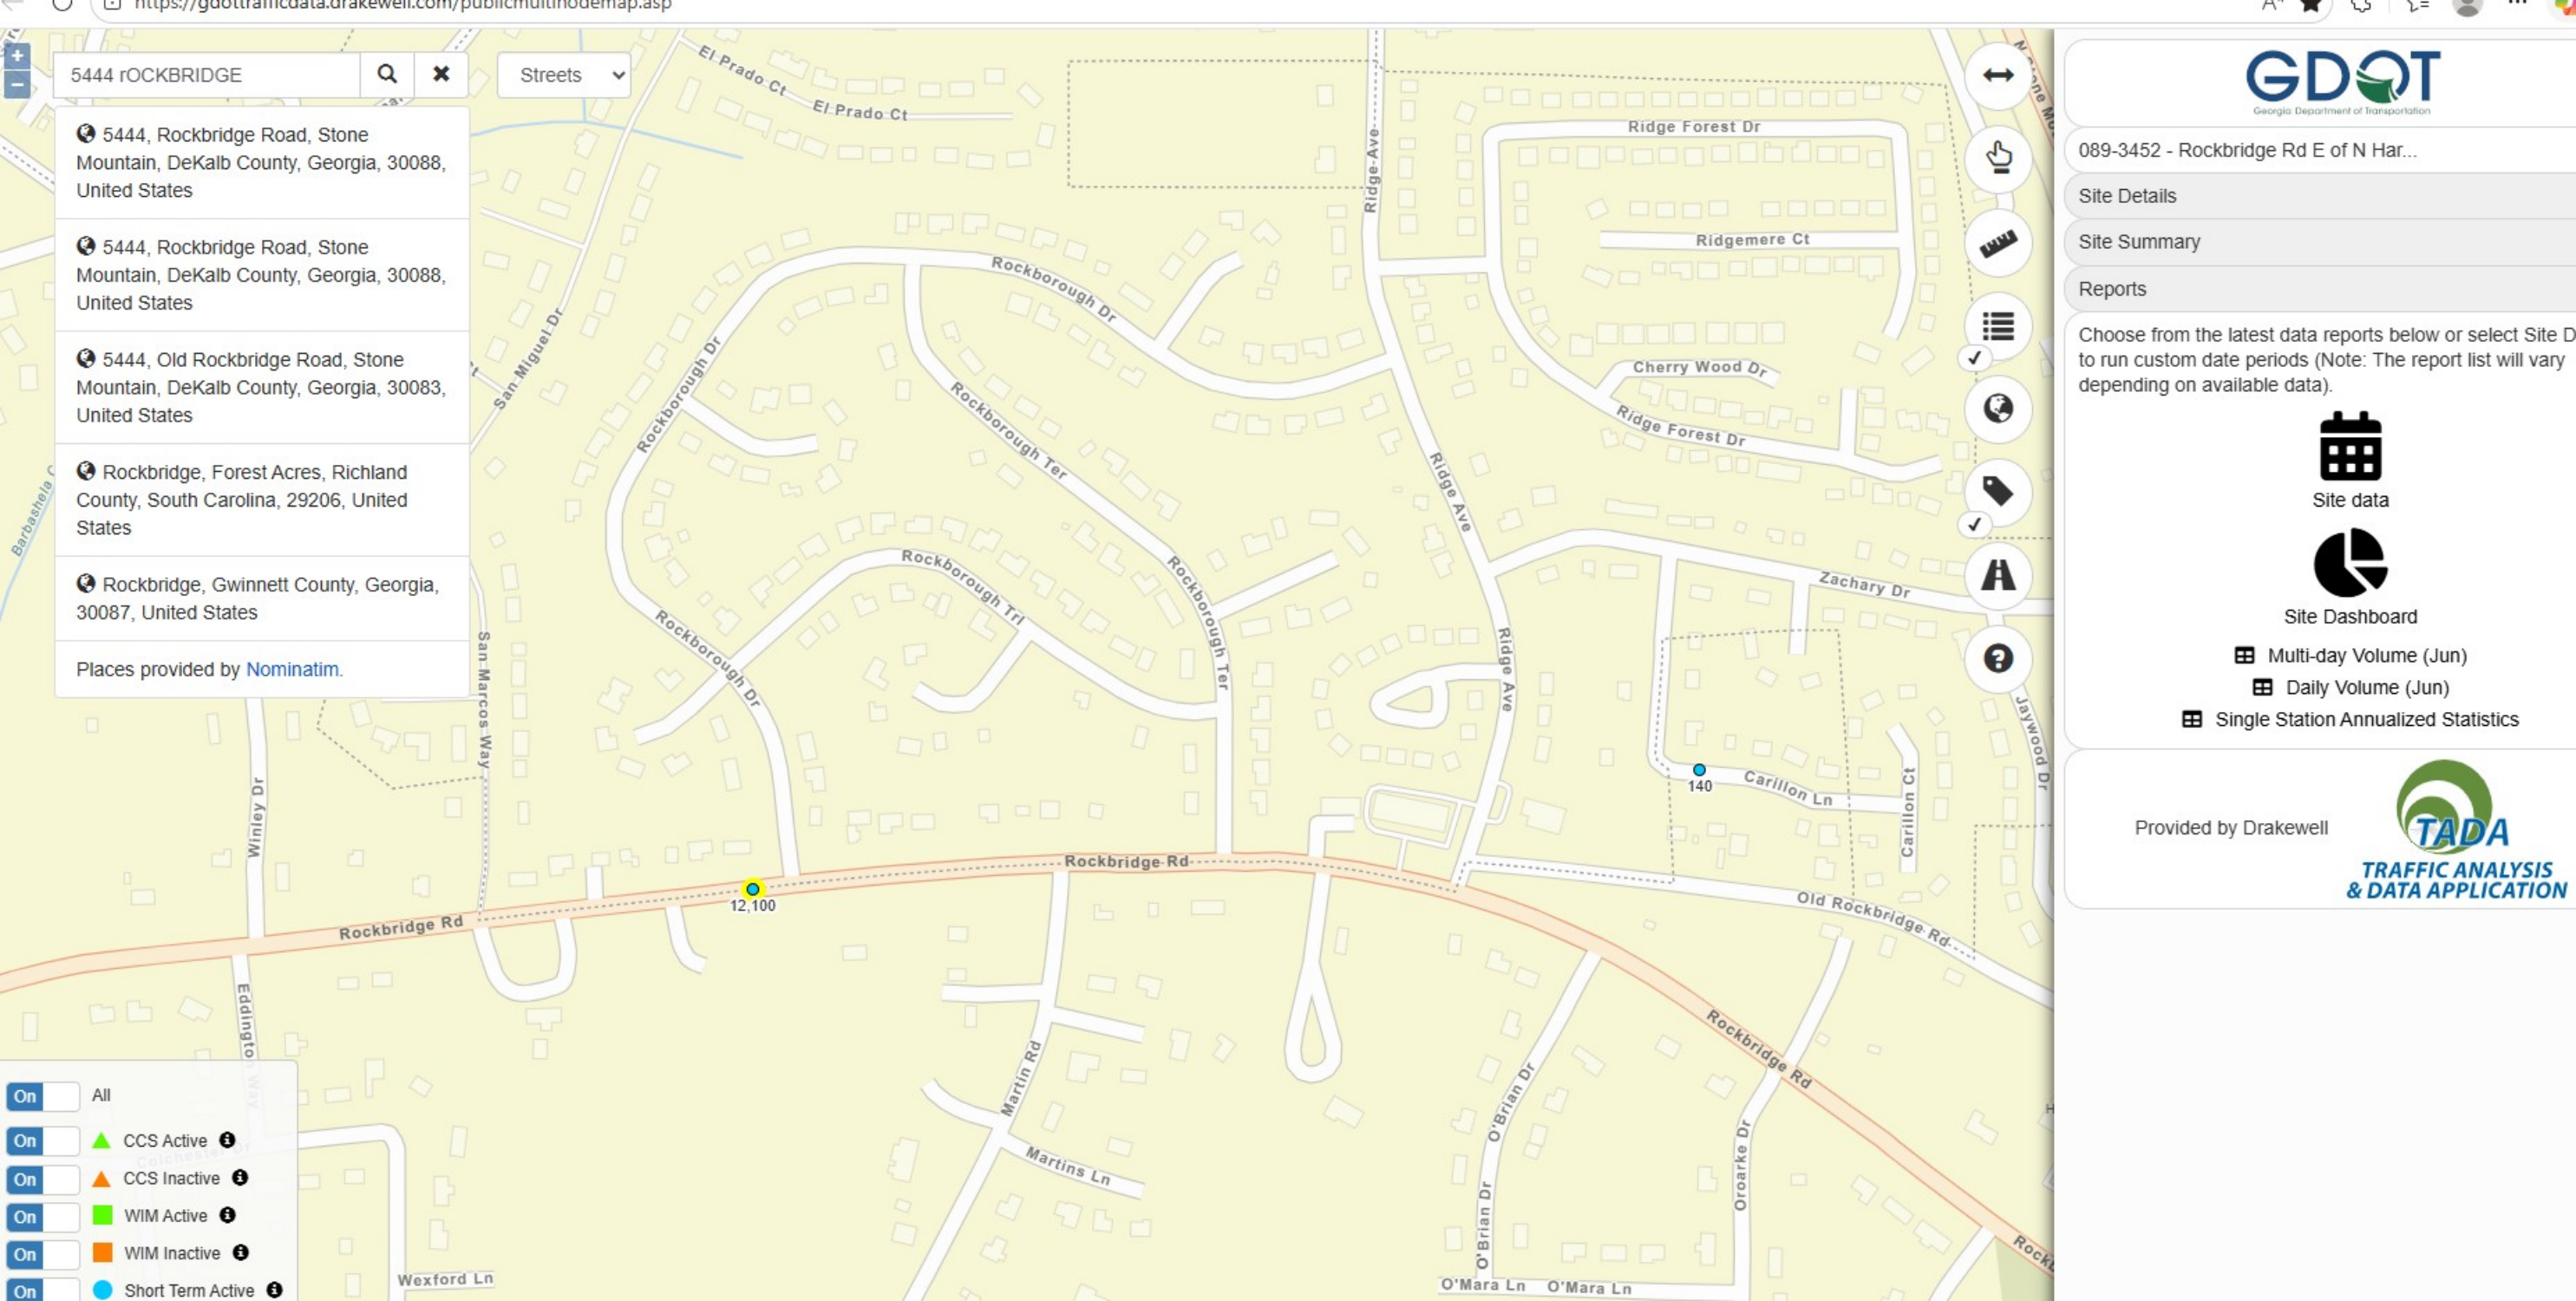 https://gdottrafficdata.drakewell.com/publicmultinodemap.asp
+
−
5444 rOCKBRIDGE
Streets
5444, Rockbridge Road, Stone
Mountain, DeKalb County, Georgia, 30088,
United States
5444, Rockbridge Road, Stone
Mountain, DeKalb County, Georgia, 30088,
United States
5444, Old Rockbridge Road, Stone
Mountain, DeKalb County, Georgia, 30083,
United States
Rockbridge, Forest Acres, Richland
County, South Carolina, 29206, United
States
Rockbridge, Gwinnett County, Georgia,
30087, United States
Places provided by Nominatim.
El Prado Ct
El Prado Ct
Ridge Ave
Ridge Forest Dr
Ridgemere Ct
Rockborough Dr
San Miguel Dr
Rockborough Dr
Cherry Wood Dr
Ridge Forest Dr
Rockborough Ter
Ridge Ave
Barbashela
Rockborough Trl
Rockborough Ter
Zachary Dr
Rockborough Dr
San Marcos Way
Ridge Ave
Jaywood Dr
140
Carillon Ln
Carillon Ct
Winley Dr
Rockbridge Rd
12,100
Rockbridge Rd
Old Rockbridge Rd
Eddington Way
Rockbridge Rd
Martin Rd
O'Brian Dr
Martins Ln
Oroarke Dr
O'Brian Dr
Colchester Dr
Wexford Ln
O'Mara Ln
O'Mara Ln
On All
On CCS Active
On CCS Inactive
On WIM Active
On WIM Inactive
On Short Term Active
GDOT
Georgia Department of Transportation
089-3452 - Rockbridge Rd E of N Har...
Site Details
Site Summary
Reports
Choose from the latest data reports below or select Site D
to run custom date periods (Note: The report list will vary
depending on available data).
Site data
Site Dashboard
Multi-day Volume (Jun)
Daily Volume (Jun)
Single Station Annualized Statistics
Provided by Drakewell
TADA
TRAFFIC ANALYSIS
& DATA APPLICATION